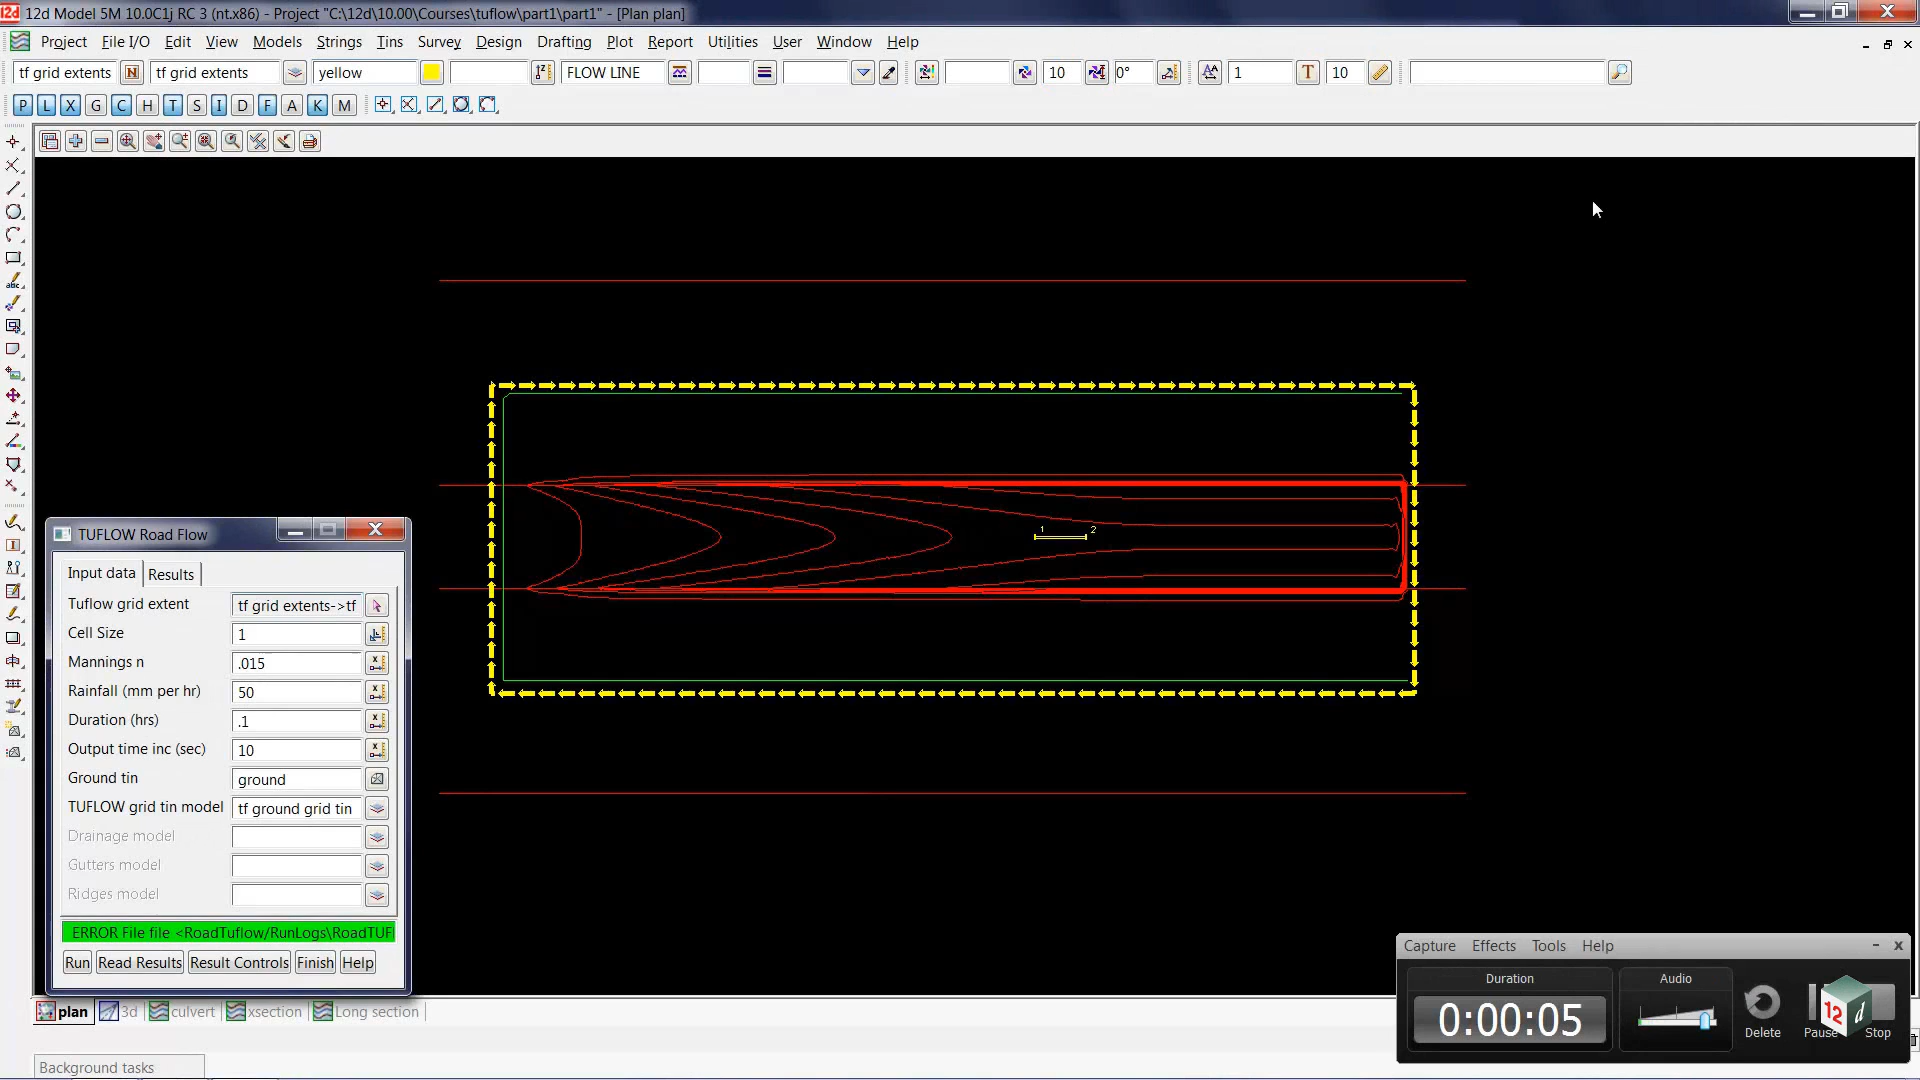 12d Model 5M 10.0C1j RC 3 (nt.x86) - Project "C:\12d\10.00\Courses\tuflow\part1\part1" - [Plan plan]
Project File I/O Edit View Models Strings Tins Survey Design Drafting Plot Report Utilities User Window Help
tf grid extents N tf grid extents yellow FLOW LINE 10 0° 1 T 10
P L X G C H T S I D F A K M
1 2
TUFLOW Road Flow
Input data Results
Tuflow grid extent tf grid extents->tf
Cell Size 1
Mannings n .015
Rainfall (mm per hr) 50
Duration (hrs) .1
Output time inc (sec) 10
Ground tin ground
TUFLOW grid tin model tf ground grid tin
Drainage model
Gutters model
Ridges model
ERROR File file <RoadTuflow/RunLogs\RoadTUF
Run Read Results Result Controls Finish Help
plan 3d culvert xsection Long section
Background tasks
Capture Effects Tools Help
Duration Audio
0:00:05
Delete Pause Stop
12 d